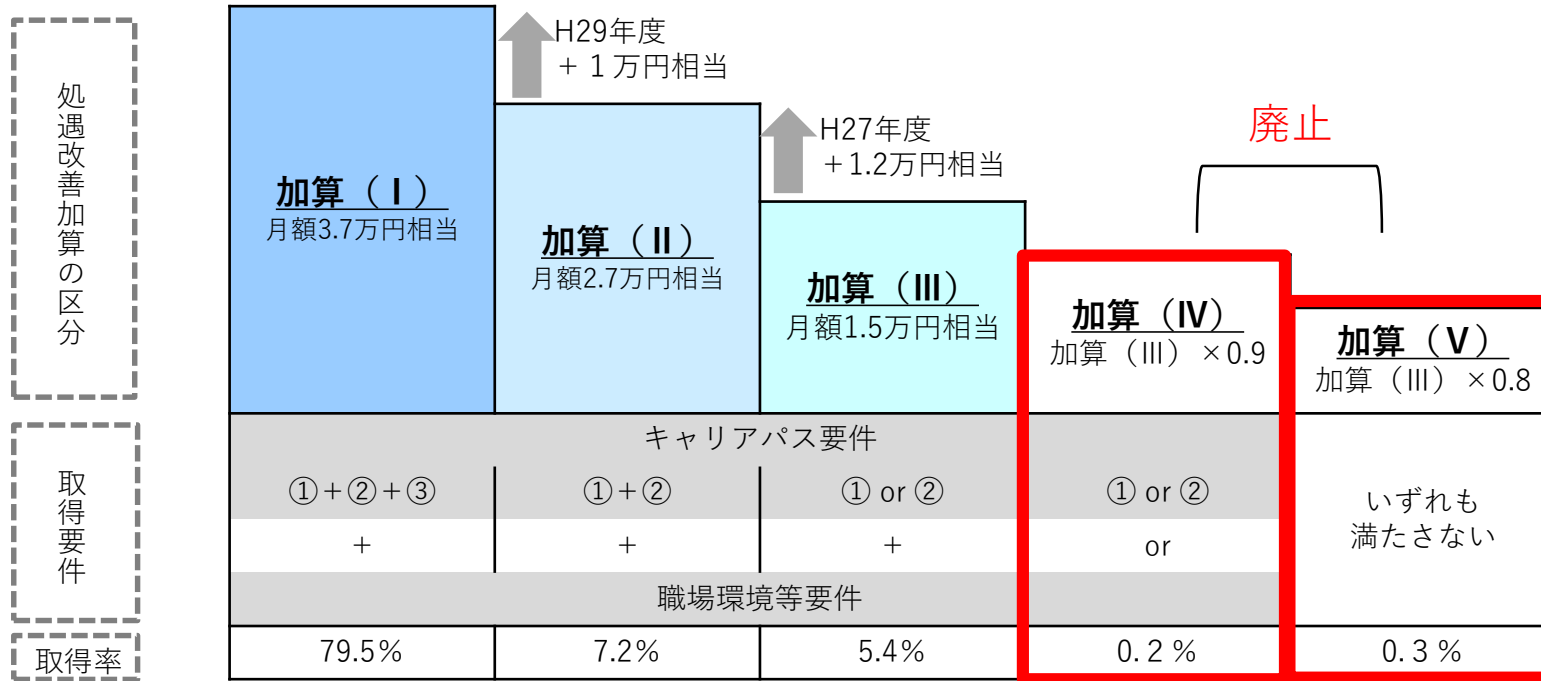 処遇改善加算の区分
H29年度
+ 1 万円相当
H27年度
+1.2万円相当
廃止
加算(Ⅰ)
月額3.7万円相当
加算(Ⅱ)
月額2.7万円相当
加算(Ⅲ)
月額1.5万円相当
加算(Ⅳ)
加算(Ⅲ)×0.9
加算(Ⅴ)
加算(Ⅲ)×0.8
取得要件
キャリアパス要件
①+②+③
①+②
① or ②
① or ②
いずれも
満たさない
+
+
+
or
職場環境等要件
取得率
79.5%
7.2%
5.4%
0.2%
0.3%